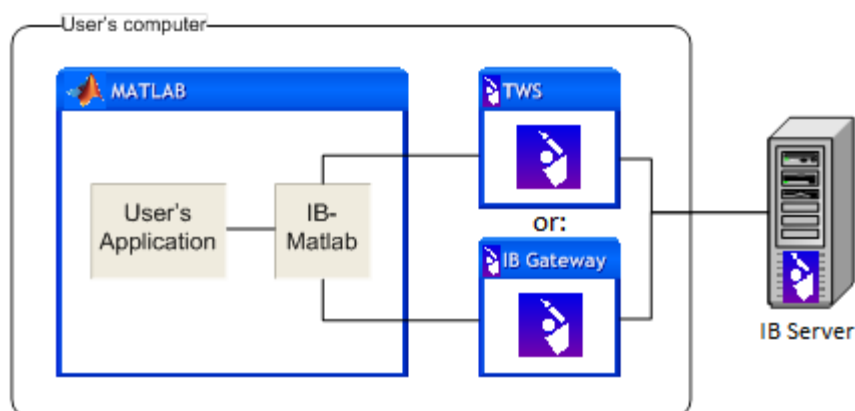 User's computer
MATLAB
TWS
User's
Application
IB-
Matlab
or:
IB Gateway
IB Server